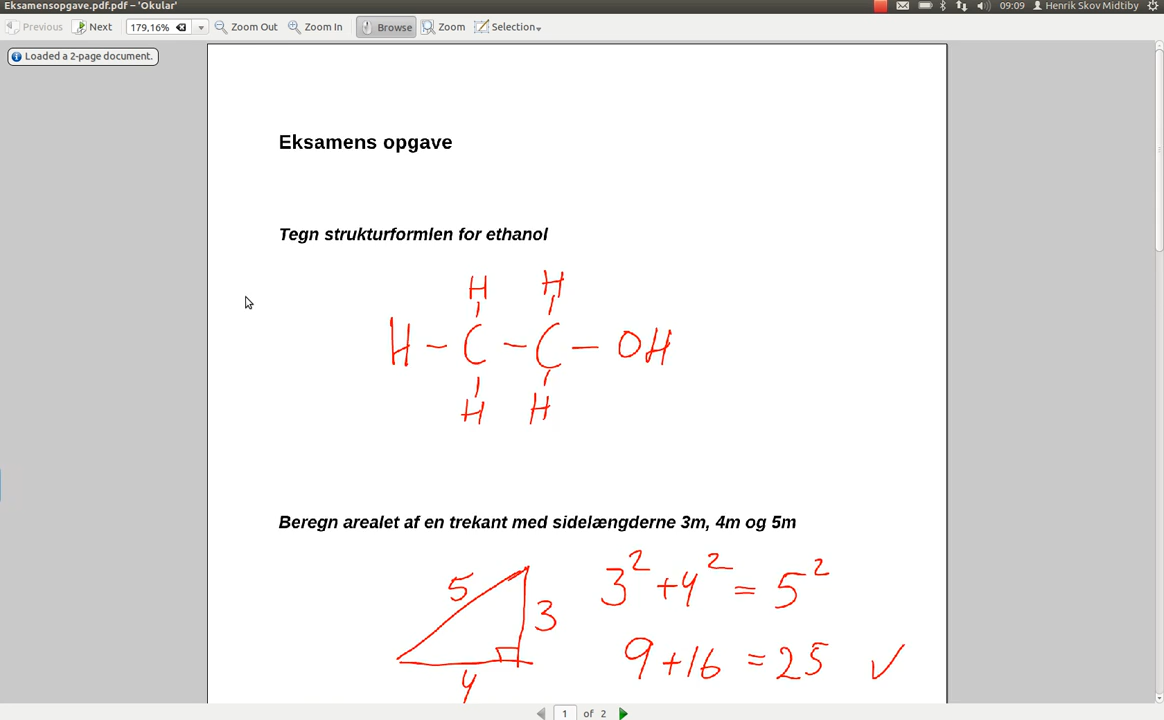 Eksamensopgave.pdf.pdf – 'Okular'
09:09 Henrik Skov Midtiby
Previous Next 179,16% Zoom Out Zoom In Browse Zoom Selection
Loaded a 2-page document.
Eksamens opgave
Tegn strukturformlen for ethanol
H H
H – C – C – OH
H H
Beregn arealet af en trekant med sidelængderne 3m, 4m og 5m
5 3² + 4² = 5²
3
9 + 16 = 25 ✓
4
1 of 2